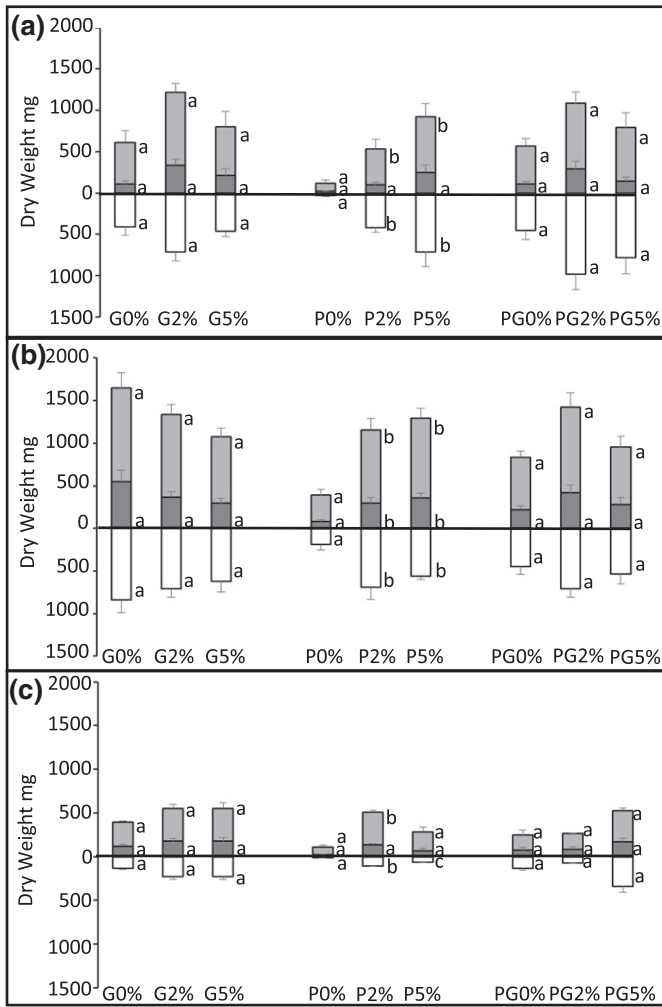 (a)
2000
1500
1000
500
0
500
1000
1500
Dry Weight mg
a a a b b a a a
a a a a a a a a a
a a a a b b a a a
G0% G2% G5% P0% P2% P5% PG0% PG2% PG5%
(b)
2000
1500
1000
500
0
500
1000
1500
Dry Weight mg
a a a a b b a a a
a a a a b b a a a
a a a a b b a a a
G0% G2% G5% P0% P2% P5% PG0% PG2% PG5%
(c)
2000
1500
1000
500
0
500
1000
1500
Dry Weight mg
a a a a b a a a a
a a a a a a a a a
a a a a b c a a a
G0% G2% G5% P0% P2% P5% PG0% PG2% PG5%